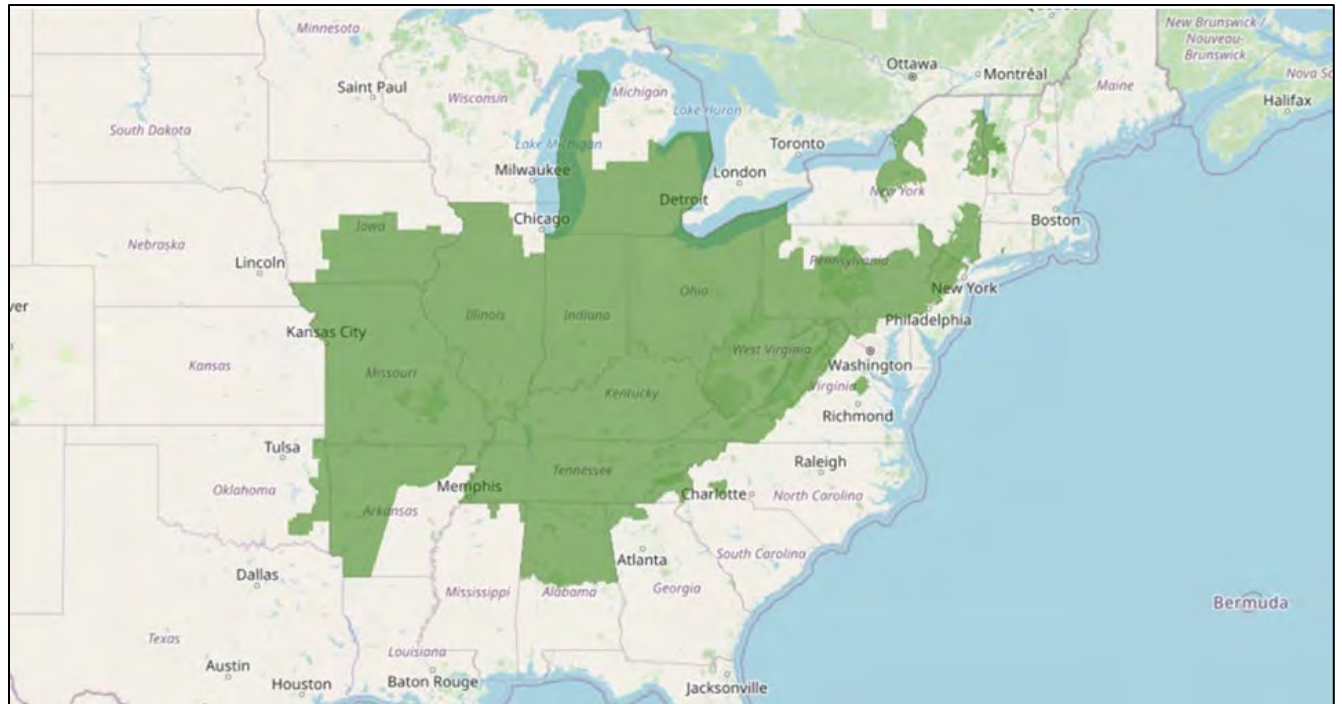 New Brunswick /
Nouveau-
Brunswick
Minnesota
Ottawa
Montréal
Saint Paul
Wisconsin
Michigan
Maine
Nova Sc
Halifax
Lake Huron
South Dakota
Lake Michigan
Toronto
Milwaukee
London
New York
Detroit
Chicago
Boston
Iowa
Nebraska
Lincoln
Pennsylvania
New York
Ohio
ver
Illinois
Indiana
Philadelphia
Kansas City
West Virginia
Washington
Kansas
Missouri
Virginia
Kentucky
Richmond
Tulsa
Raleigh
Tennessee
Oklahoma
Memphis
Charlotte
North Carolina
Arkansas
Atlanta
South Carolina
Dallas
Mississippi
Alabama
Georgia
Bermuda
Texas
Louisiana
Austin
Houston
Baton Rouge
Jacksonville